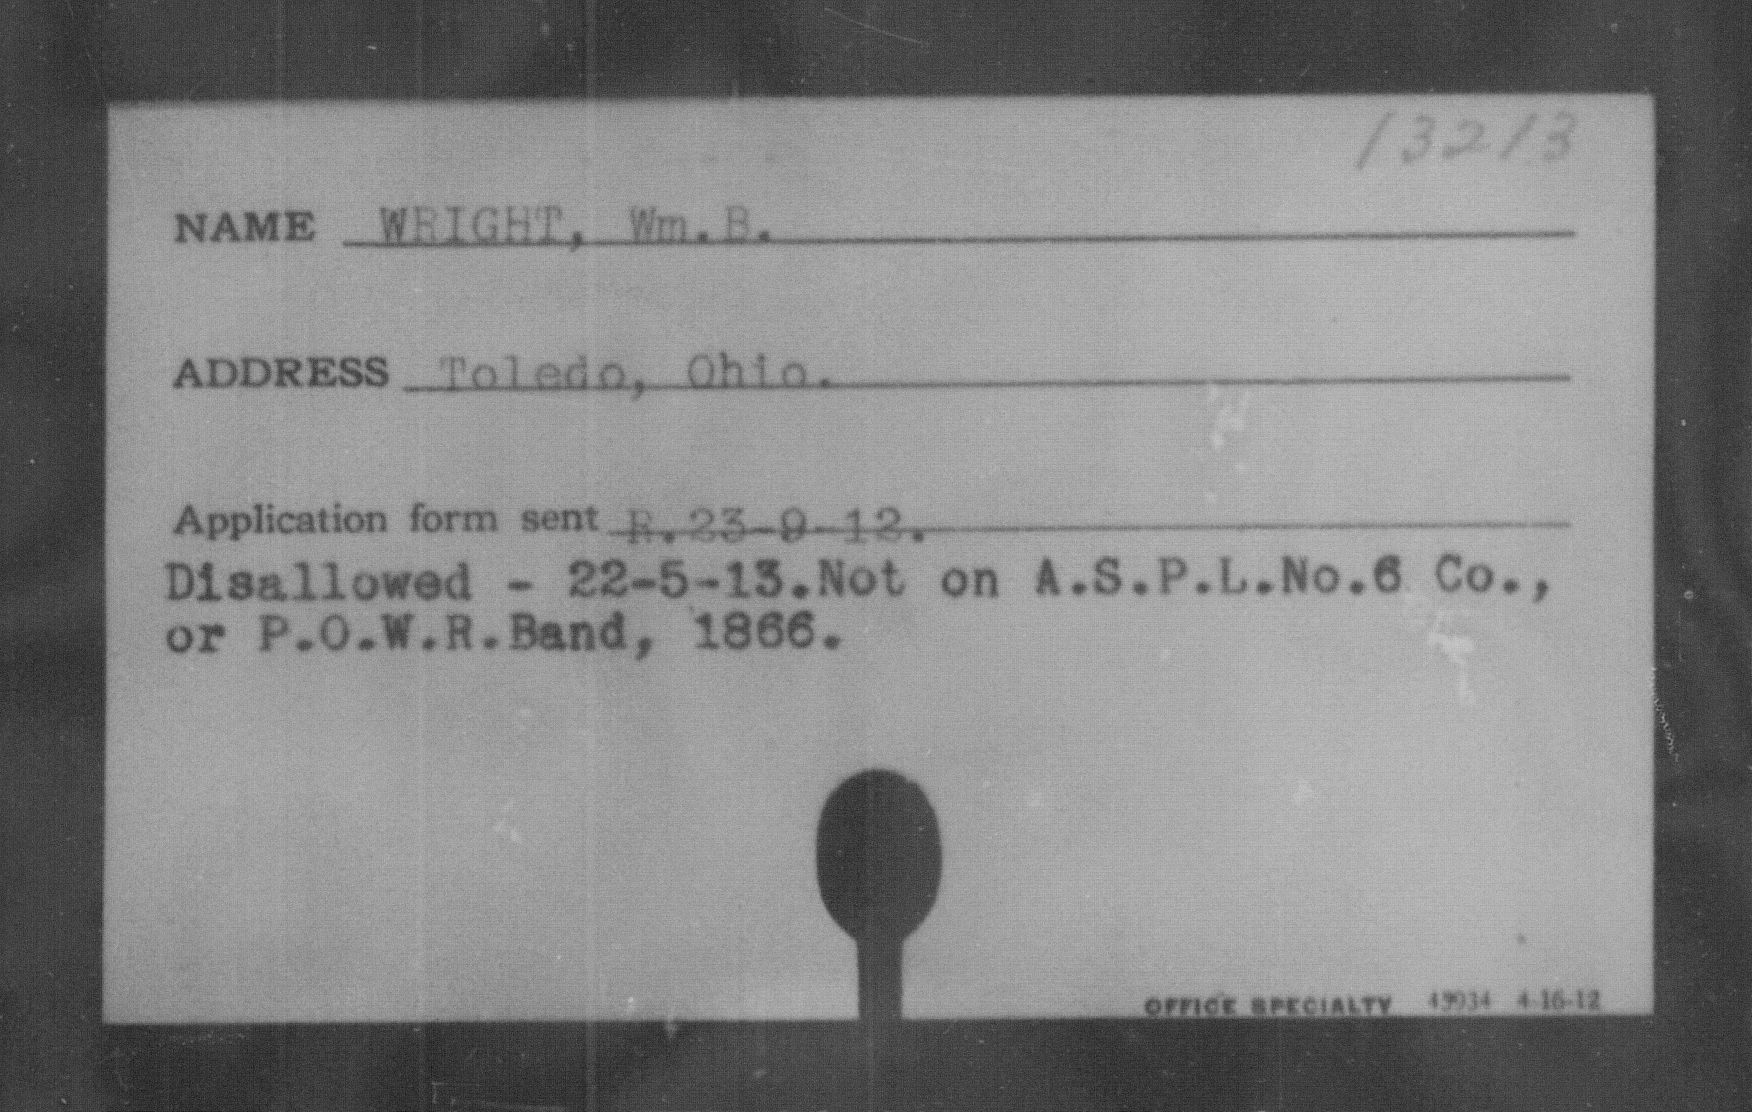 13213
NAME WRIGHT, Wm.B.
ADDRESS Toledo, Ohio.
Application form sent R.23-9-12.
Disallowed - 22-5-13.Not on A.S.P.L.No.6 Co.,
or P.O.W.R.Band, 1866.
OFFICE SPECIALTY 43934 4-16-12